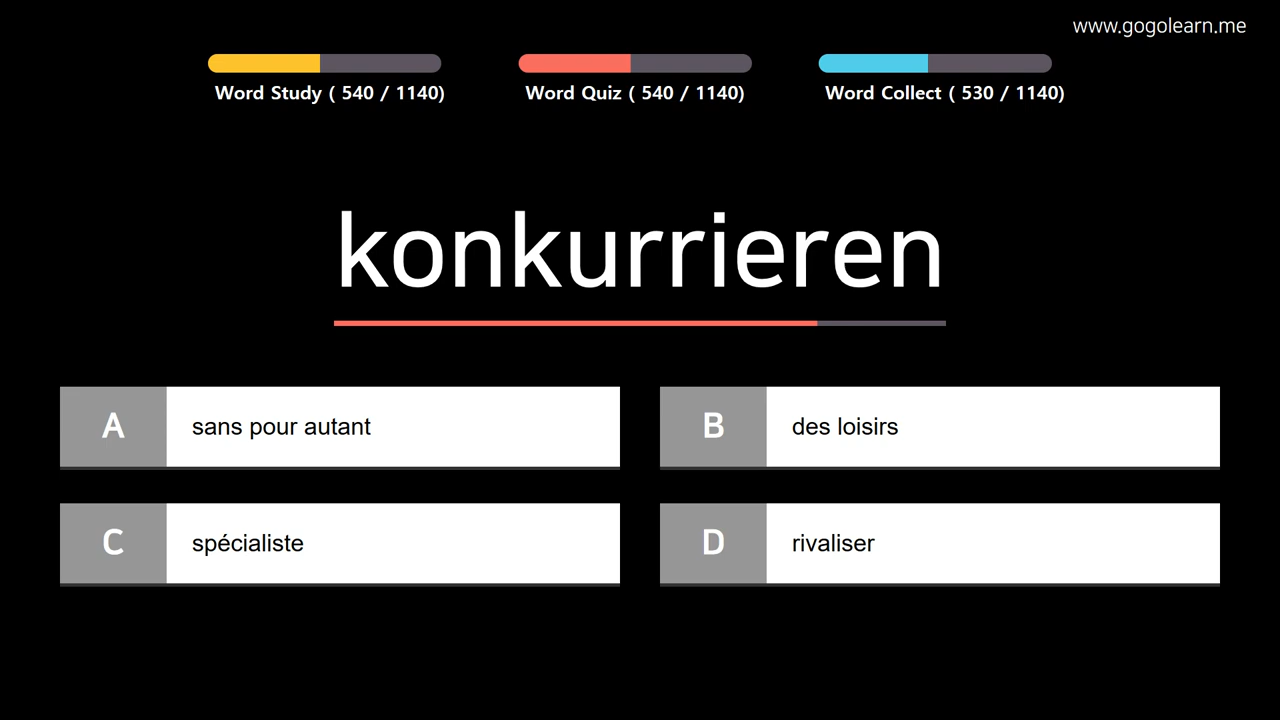 www.gogolearn.me
Word Study ( 540 / 1140)
Word Quiz ( 540 / 1140)
Word Collect ( 530 / 1140)
konkurrieren
A sans pour autant
B des loisirs
C spécialiste
D rivaliser